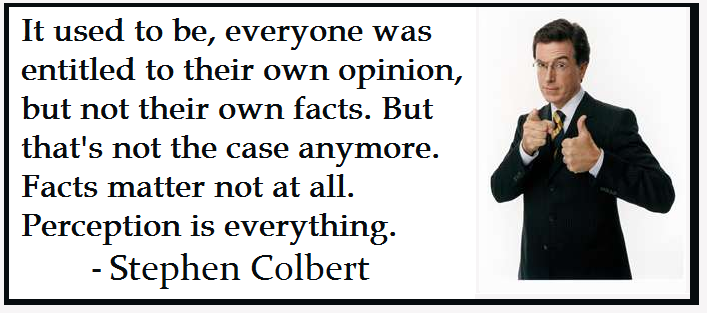 It used to be, everyone was
entitled to their own opinion,
but not their own facts. But
that's not the case anymore.
Facts matter not at all.
Perception is everything.
- Stephen Colbert